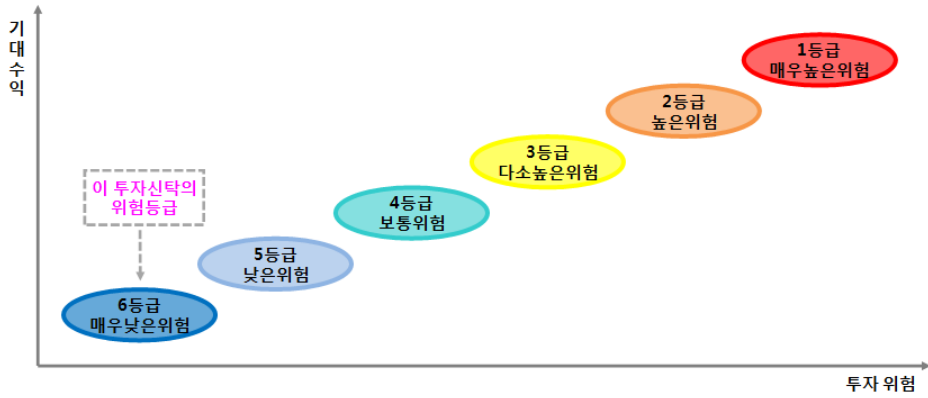 기
대
수
익
1등급
매우높은위험
2등급
높은위험
3등급
다소높은위험
이 투자신탁의
위험등급
4등급
보통위험
5등급
낮은위험
6등급
매우낮은위험
투자 위험